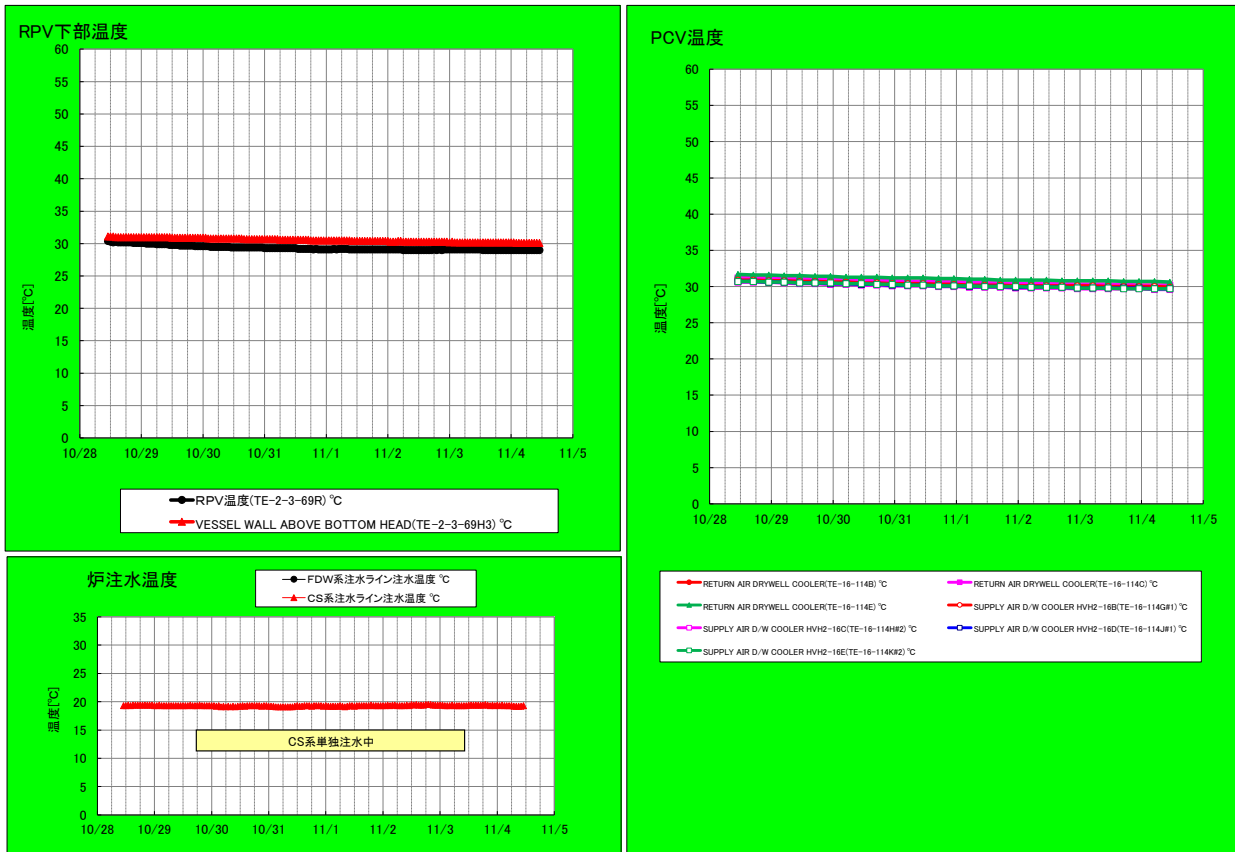 RPV下部温度
60
55
50
45
40
35
30
25
20
15
10
5
0
温度[℃]
10/28 10/29 10/30 10/31 11/1 11/2 11/3 11/4 11/5
RPV温度(TE-2-3-69R) ℃
VESSEL WALL ABOVE BOTTOM HEAD(TE-2-3-69H3) ℃
炉注水温度
FDW系注水ライン注水温度 ℃
CS系注水ライン注水温度 ℃
35
30
25
20
15
10
5
0
温度[℃]
CS系単独注水中
10/28 10/29 10/30 10/31 11/1 11/2 11/3 11/4 11/5
PCV温度
60
55
50
45
40
35
30
25
20
15
10
5
0
温度[℃]
10/28 10/29 10/30 10/31 11/1 11/2 11/3 11/4 11/5
RETURN AIR DRYWELL COOLER(TE-16-114B) ℃
RETURN AIR DRYWELL COOLER(TE-16-114C) ℃
RETURN AIR DRYWELL COOLER(TE-16-114E) ℃
SUPPLY AIR D/W COOLER HVH2-16B(TE-16-114G#1) ℃
SUPPLY AIR D/W COOLER HVH2-16C(TE-16-114H#2) ℃
SUPPLY AIR D/W COOLER HVH2-16D(TE-16-114J#1) ℃
SUPPLY AIR D/W COOLER HVH2-16E(TE-16-114K#2) ℃